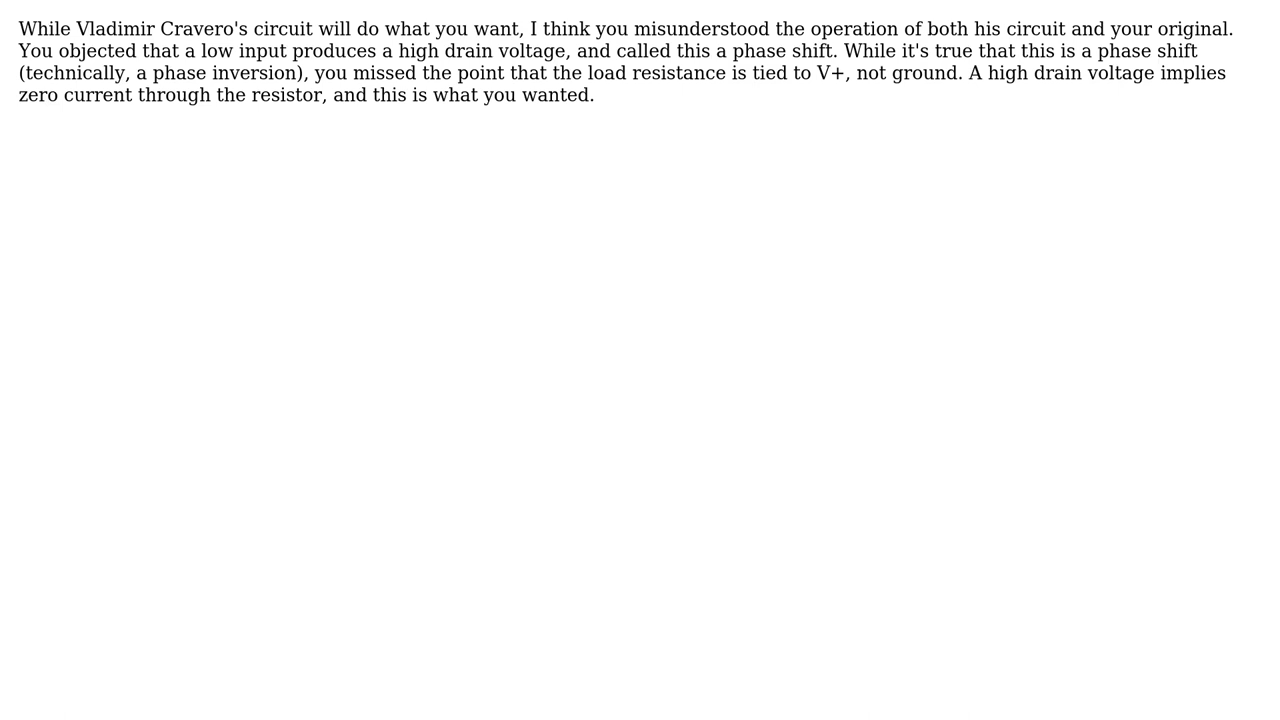 While Vladimir Cravero's circuit will do what you want, I think you misunderstood the operation of both his circuit and your original.
You objected that a low input produces a high drain voltage, and called this a phase shift. While it's true that this is a phase shift
(technically, a phase inversion), you missed the point that the load resistance is tied to V+, not ground. A high drain voltage implies
zero current through the resistor, and this is what you wanted.